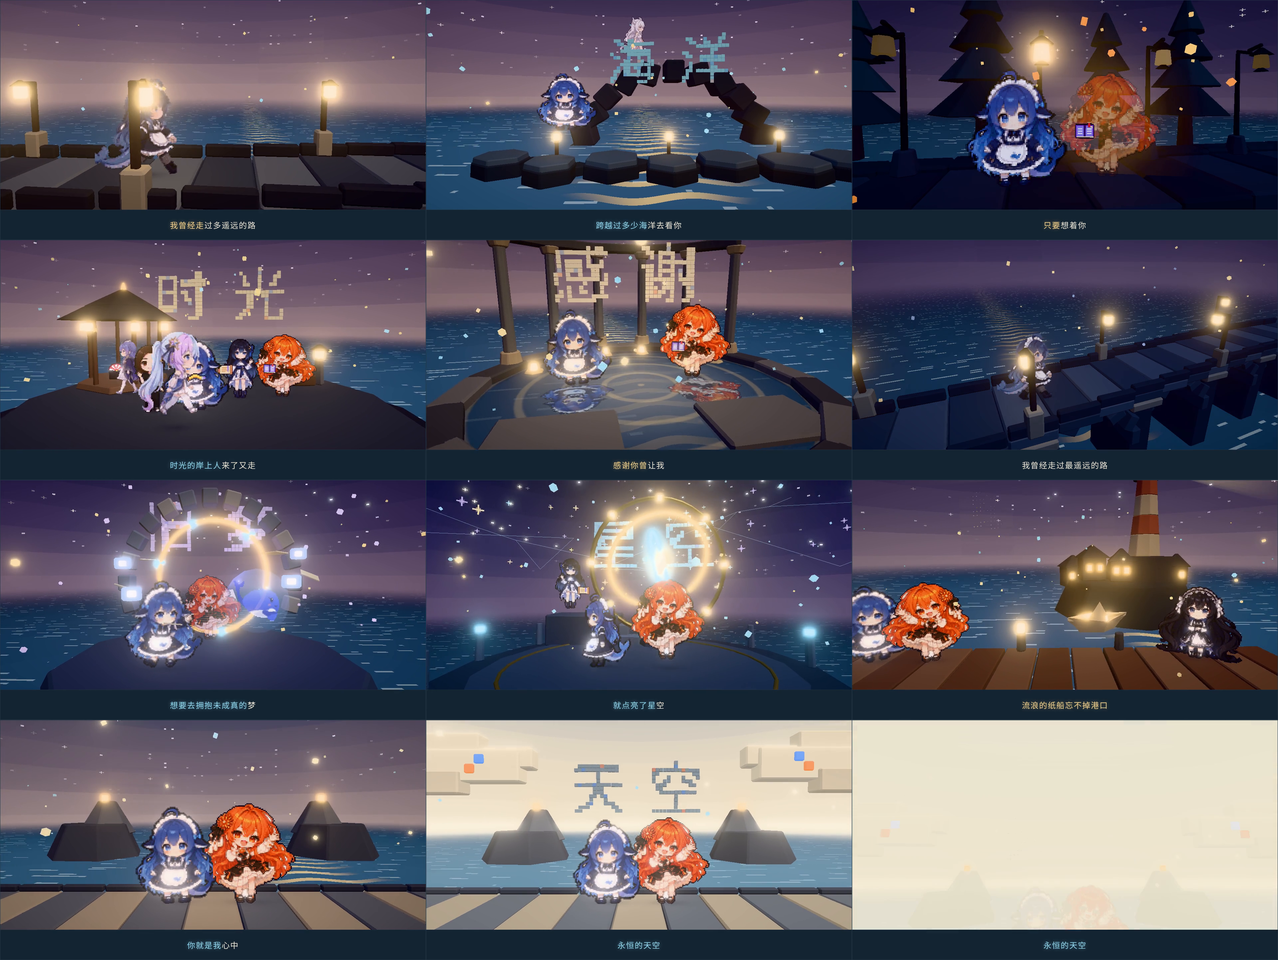 我曾经走过多遥远的路
海洋
跨越过多少海洋去看你
只要想着你
时光
时光的岸上人来了又走
感谢
感谢你曾让我
我曾经走过最遥远的路
旧梦
想要去拥抱未成真的梦
星空
就点亮了星空
流浪的纸船忘不掉港口
你就是我心中
天空
永恒的天空
永恒的天空